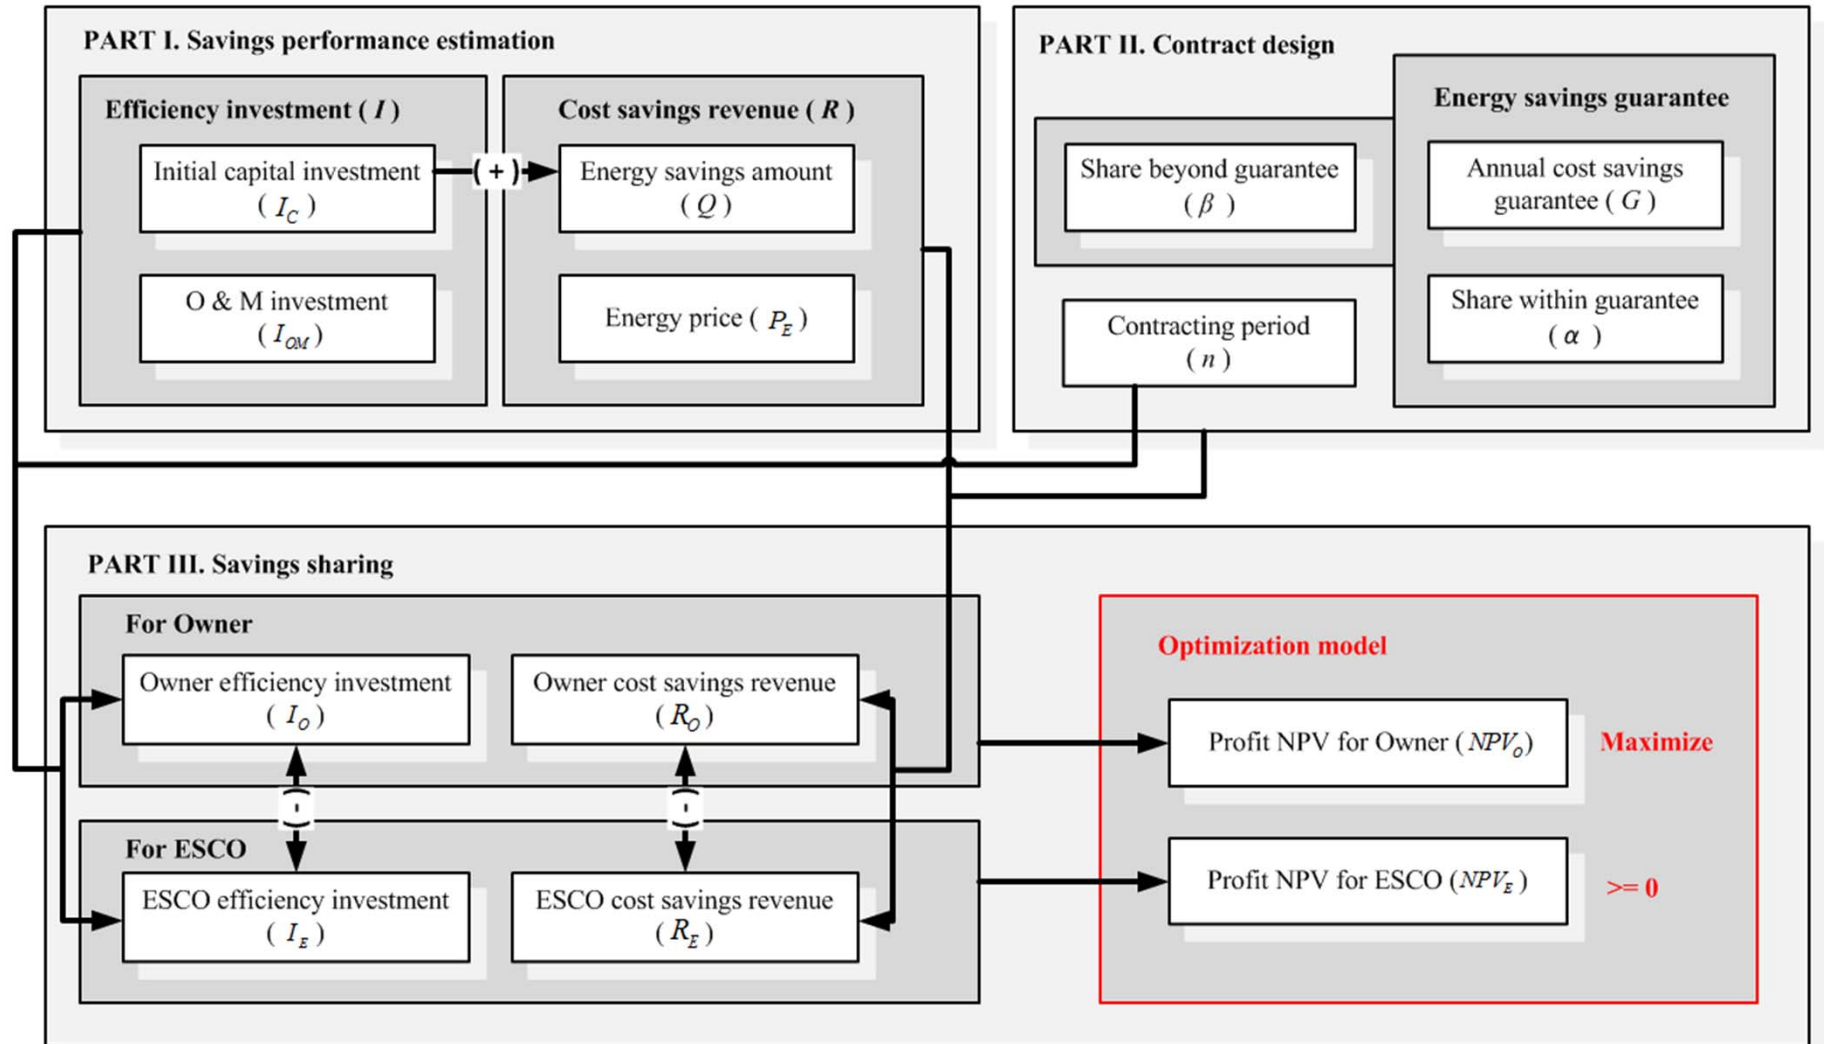 PART I. Savings performance estimation
Efficiency investment ( I )
Initial capital investment
( I_C )
O & M investment
( I_OM )
( + )
Cost savings revenue ( R )
Energy savings amount
( Q )
Energy price ( P_E )
PART II. Contract design
Share beyond guarantee
( β )
Contracting period
( n )
Energy savings guarantee
Annual cost savings
guarantee ( G )
Share within guarantee
( α )
PART III. Savings sharing
For Owner
Owner efficiency investment
( I_O )
Owner cost savings revenue
( R_O )
( - )
( - )
For ESCO
ESCO efficiency investment
( I_E )
ESCO cost savings revenue
( R_E )
Optimization model
Profit NPV for Owner ( NPV_O )
Maximize
Profit NPV for ESCO ( NPV_E )
>= 0